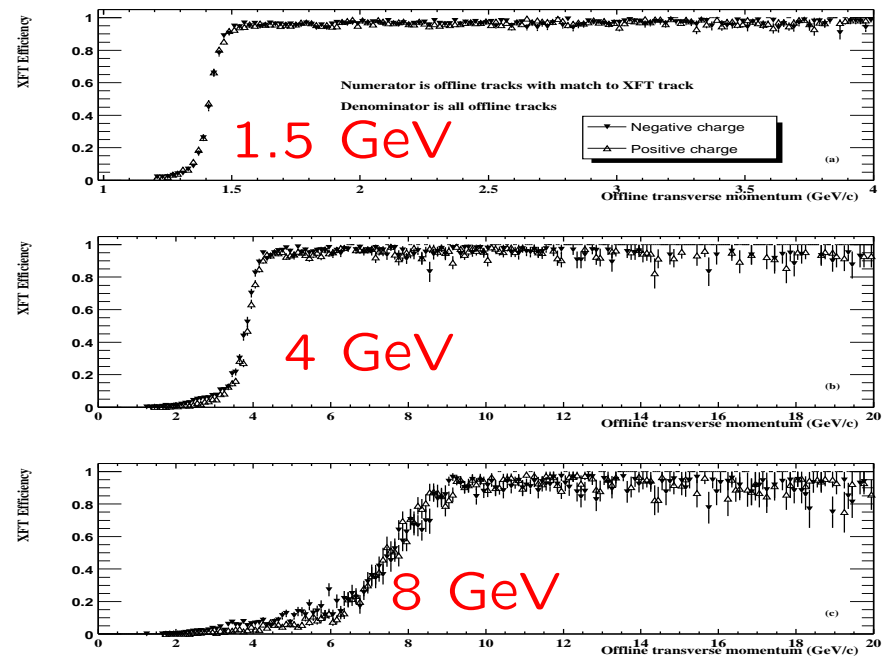 XFT Efficiency
1
0.8
0.6
0.4
0.2
0
Numerator is offline tracks with match to XFT track
Denominator is all offline tracks
1.5 GeV
Negative charge
Positive charge
(a)
1 1.5 2 2.5 3 3.5 4
Offline transverse momentum (GeV/c)
XFT Efficiency
1
0.8
0.6
0.4
0.2
0
4 GeV
(b)
0 2 4 6 8 10 12 14 16 18 20
Offline transverse momentum (GeV/c)
XFT Efficiency
1
0.8
0.6
0.4
0.2
0
8 GeV
(c)
0 2 4 6 8 10 12 14 16 18 20
Offline transverse momentum (GeV/c)